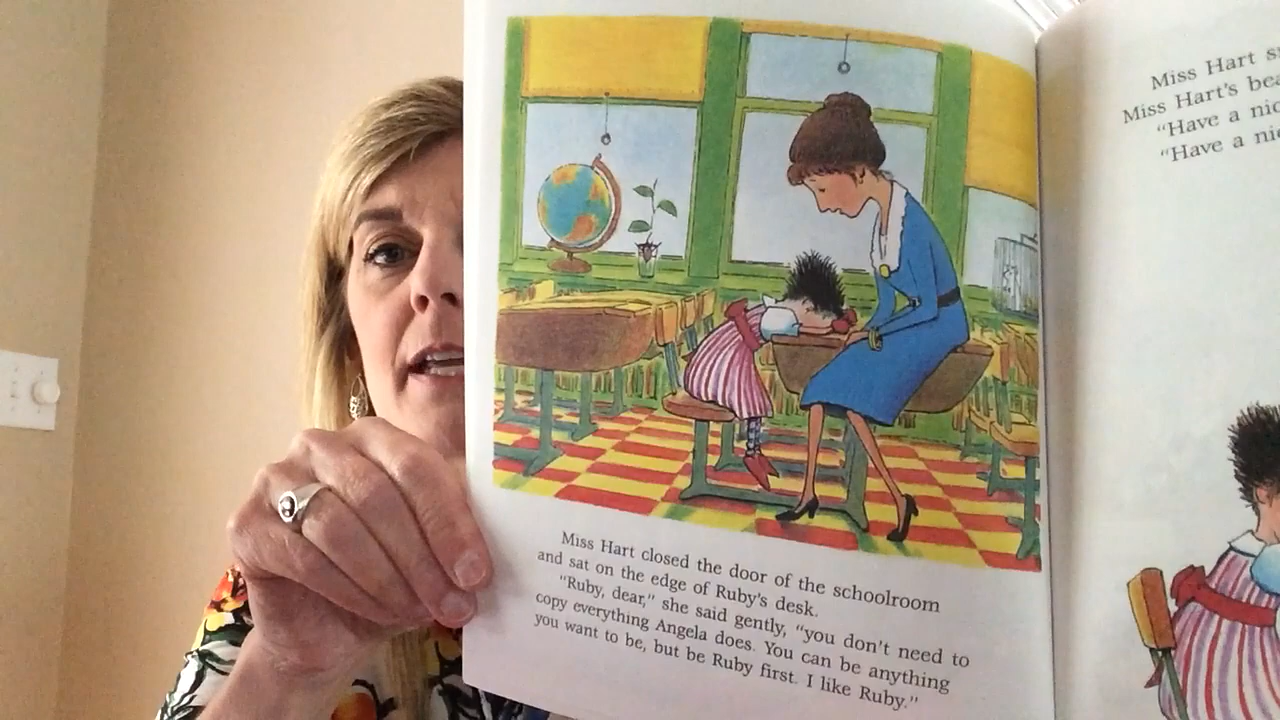 Miss Hart closed the door of the schoolroom
and sat on the edge of Ruby's desk.
"Ruby, dear," she said gently, "you don't need to
copy everything Angela does. You can be anything
you want to be, but be Ruby first. I like Ruby."
Miss Hart
Miss Hart's
"Have a
"Have a